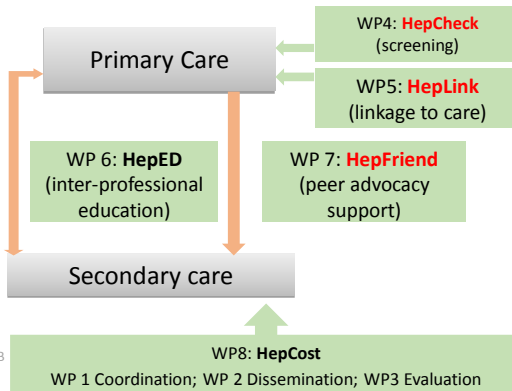 WP4: HepCheck
(screening)
Primary Care
WP5: HepLink
(linkage to care)
WP 6: HepED
(inter-professional
education)
WP 7: HepFriend
(peer advocacy
support)
Secondary care
3
WP8: HepCost
WP 1 Coordination; WP 2 Dissemination; WP3 Evaluation